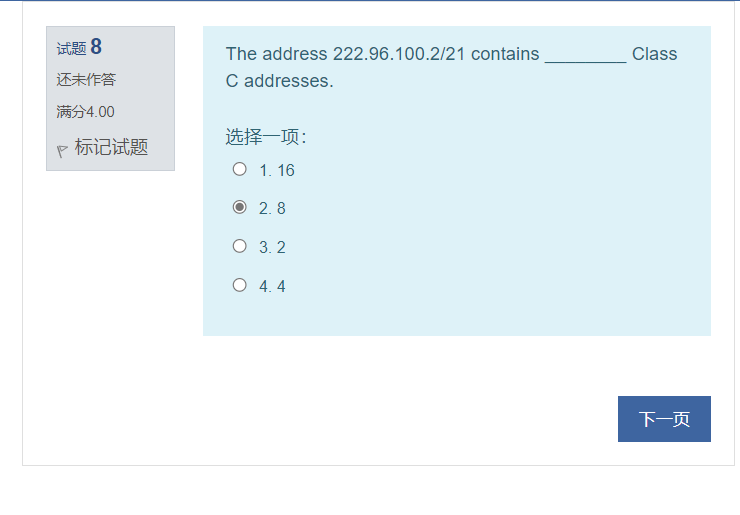 试题 8
还未作答
满分4.00
标记试题
The address 222.96.100.2/21 contains ________ Class
C addresses.
选择一项：
1. 16
2. 8
3. 2
4. 4
下一页